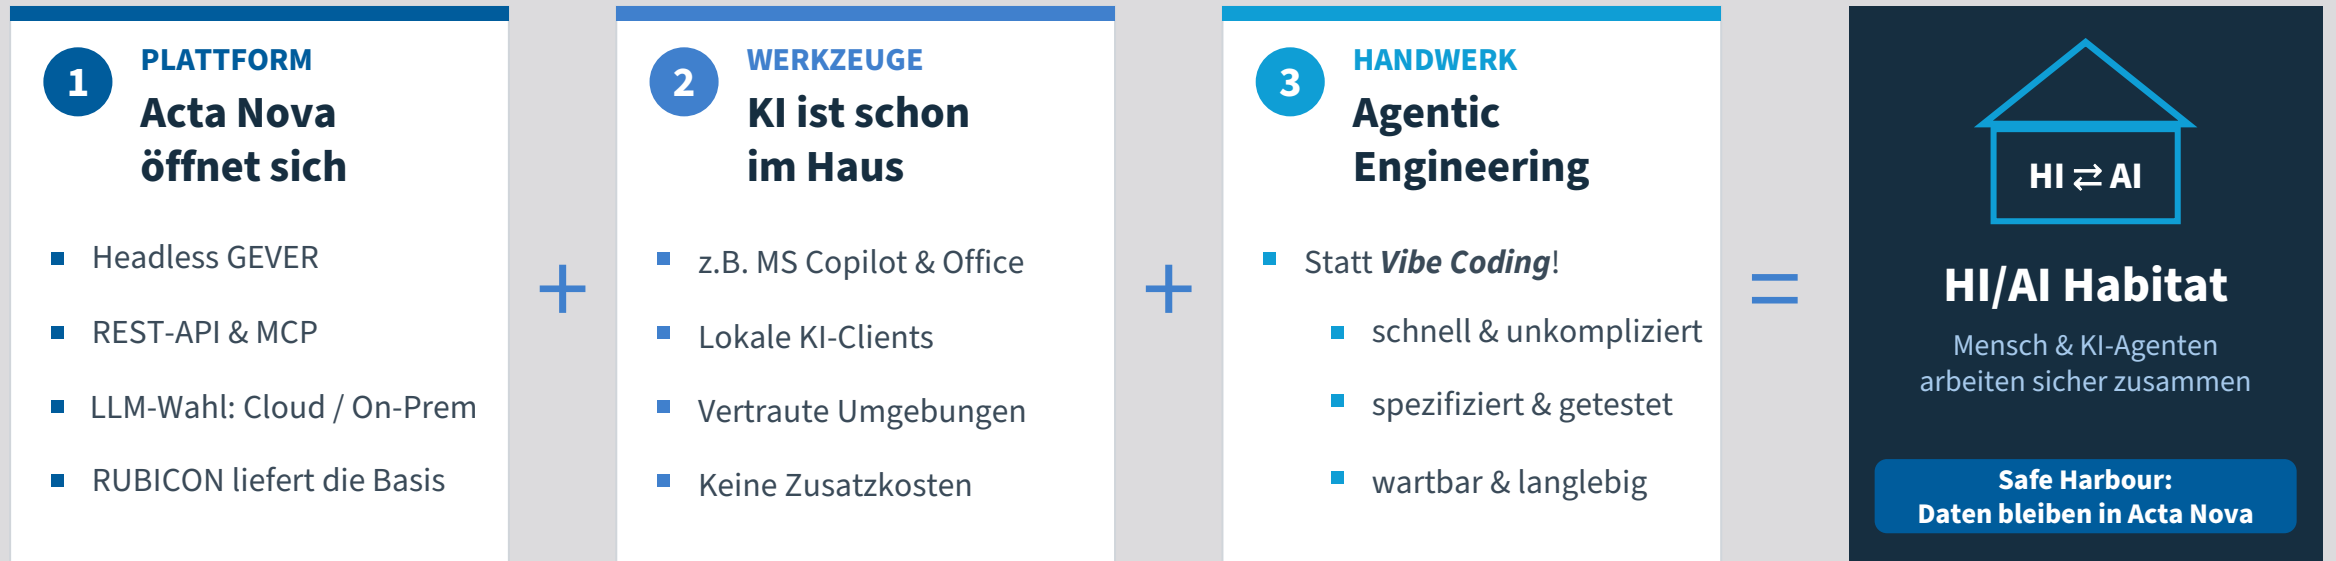 1
PLATTFORM
Acta Nova
öffnet sich
Headless GEVER
REST-API & MCP
LLM-Wahl: Cloud / On-Prem
RUBICON liefert die Basis
+
2
WERKZEUGE
KI ist schon
im Haus
z.B. MS Copilot & Office
Lokale KI-Clients
Vertraute Umgebungen
Keine Zusatzkosten
+
3
HANDWERK
Agentic
Engineering
Statt Vibe Coding!
schnell & unkompliziert
spezifiziert & getestet
wartbar & langlebig
=
HI ⇄ AI
HI/AI Habitat
Mensch & KI-Agenten
arbeiten sicher zusammen
Safe Harbour:
Daten bleiben in Acta Nova